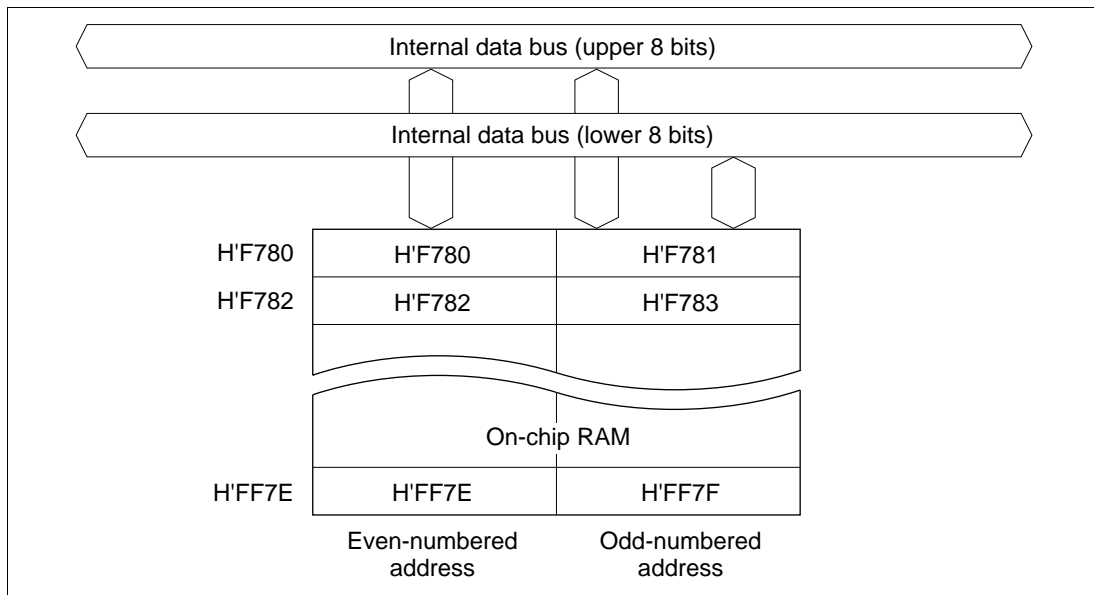 Internal data bus (upper 8 bits)
Internal data bus (lower 8 bits)
H'F780 H'F780 H'F781
H'F782 H'F782 H'F783
On-chip RAM
H'FF7E H'FF7E H'FF7F
Even-numbered
address
Odd-numbered
address